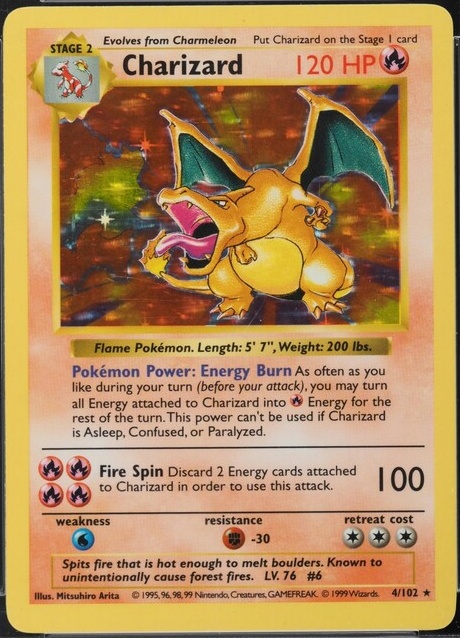 Evolves from Charmeleon Put Charizard on the Stage 1 card
STAGE 2
Charizard 120 HP
Flame Pokémon. Length: 5' 7", Weight: 200 lbs.
Pokémon Power: Energy Burn As often as you
like during your turn (before your attack), you may turn
all Energy attached to Charizard into Energy for the
rest of the turn. This power can't be used if Charizard
is Asleep, Confused, or Paralyzed.
Fire Spin Discard 2 Energy cards attached
to Charizard in order to use this attack. 100
weakness resistance retreat cost
-30
Spits fire that is hot enough to melt boulders. Known to
unintentionally cause forest fires. LV. 76 #6
Illus. Mitsuhiro Arita © 1995, 96, 98, 99 Nintendo, Creatures, GAMEFREAK. © 1999 Wizards. 4/102 ★